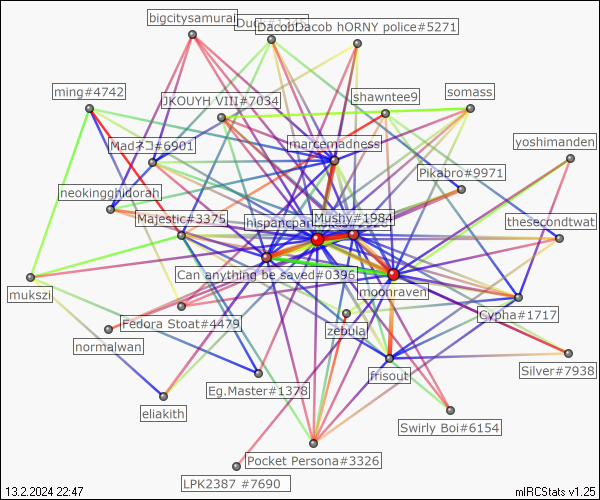 bigcitysamurai
Duck#1245
DacobDacob hORNY police#5271
ming#4742
JKOUYH VIII#7034
shawntee9
somass
Madネコ#6901
marcemadness
yoshimanden
Pikabro#9971
neokingghidorah
Majestic#3375
hispancpan
Mushy#1984
thesecondtwat
Can anything be saved#0396
mukszi
moonraven
Fedora Stoat#4479
zebula
Cypha#1717
normalwan
frisout
Silver#7938
Eg.Master#1378
eliakith
Swirly Boi#6154
Pocket Persona#3326
LPK2387 #7690
13.2.2024 22:47
mIRCStats v1.25